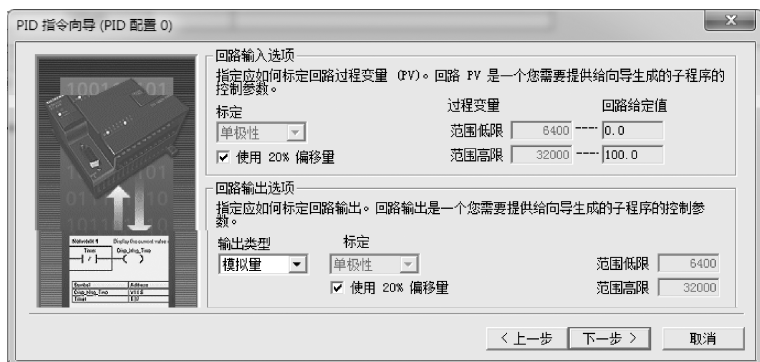 PID 指令向导 (PID 配置 0)
回路输入选项
指定应如何标定回路过程变量 (PV)。回路 PV 是一个您需要提供给向导生成的子程序的
控制参数。
标定
过程变量
回路给定值
单极性
范围低限
6400
0.0
使用 20% 偏移量
范围高限
32000
100.0
回路输出选项
指定应如何标定回路输出。回路输出是一个您需要提供给向导生成的子程序的控制参
数。
输出类型
标定
模拟量
单极性
范围低限
6400
使用 20% 偏移量
范围高限
32000
Network 1
Timer
Symbol
Address
< 上一步
下一步 >
取消